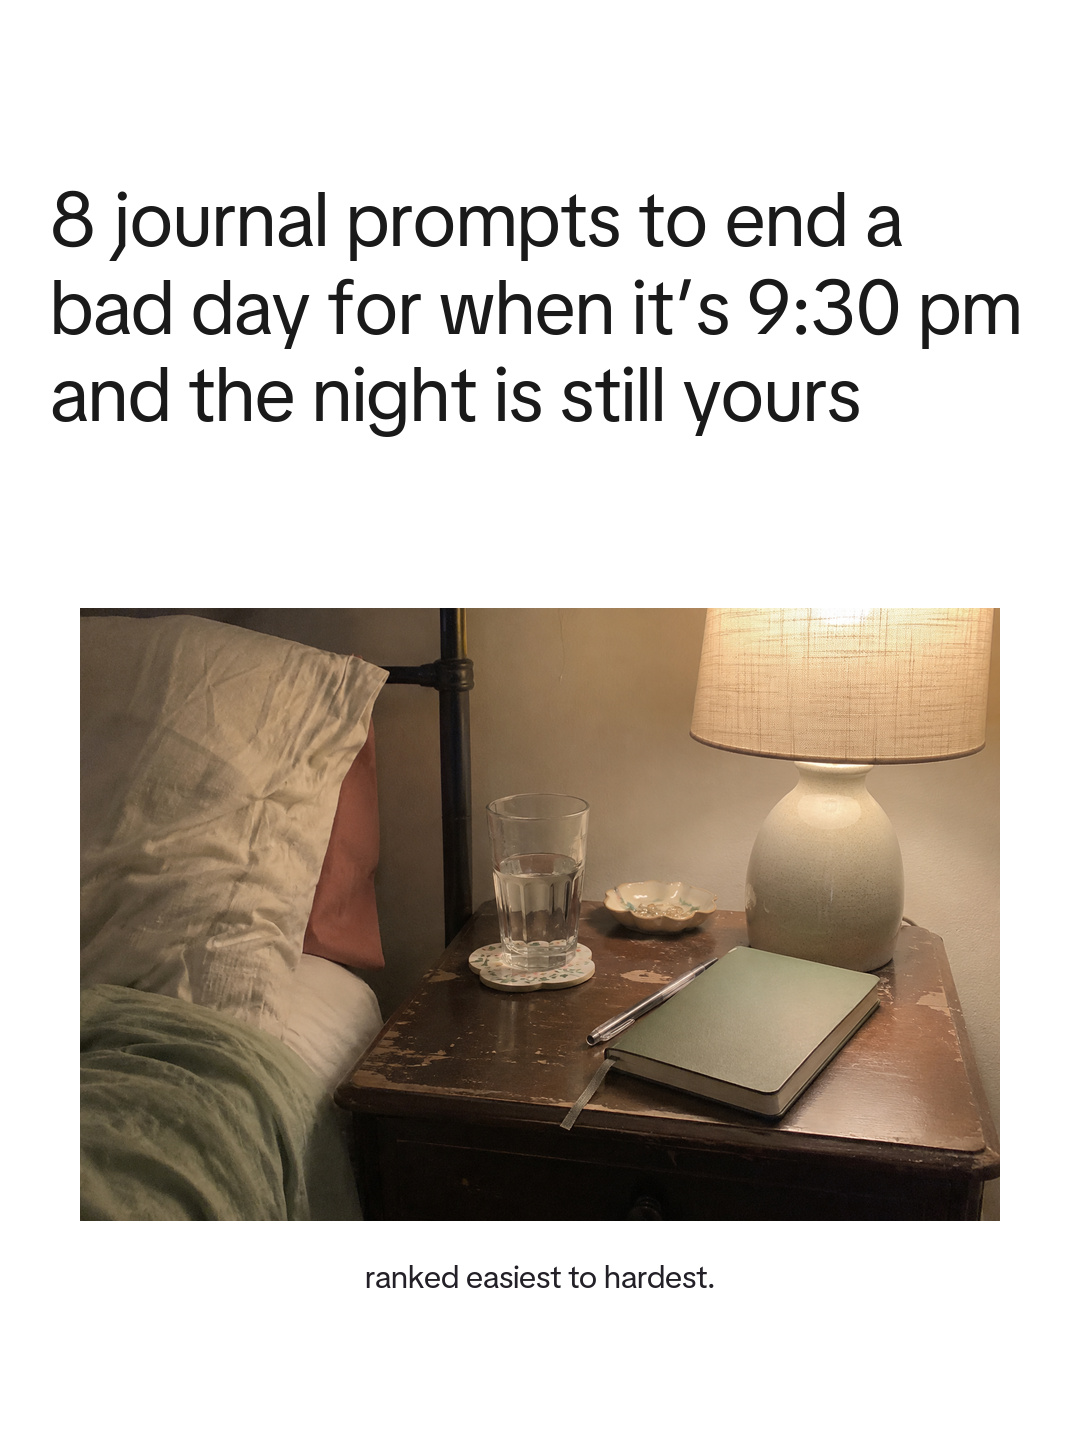 8 journal prompts to end a
bad day for when it’s 9:30 pm
and the night is still yours
ranked easiest to hardest.